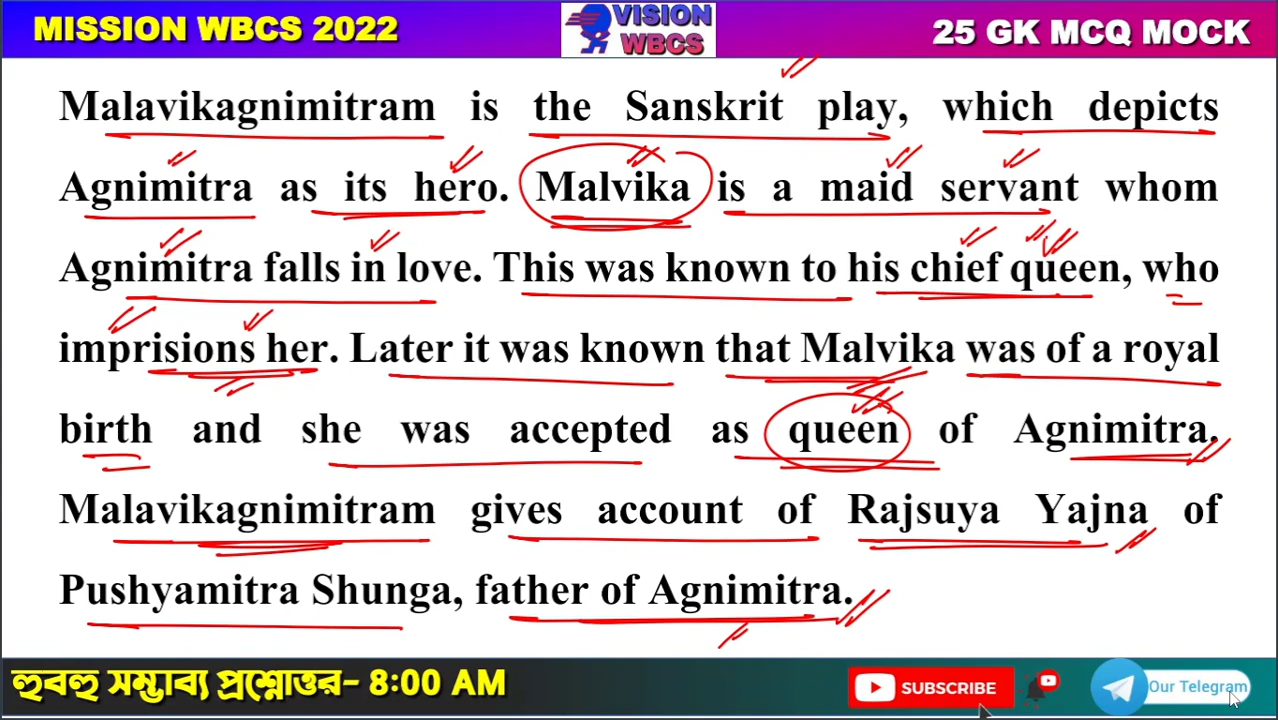 MISSION WBCS 2022
VISION
WBCS
25 GK MCQ MOCK
Malavikagnimitram is the Sanskrit play, which depicts
Agnimitra as its hero. Malvika is a maid servant whom
Agnimitra falls in love. This was known to his chief queen, who
imprisions her. Later it was known that Malvika was of a royal
birth and she was accepted as queen of Agnimitra.
Malavikagnimitram gives account of Rajsuya Yajna of
Pushyamitra Shunga, father of Agnimitra.
হুবহু সম্ভাব্য প্রশ্নোত্তর- 8:00 AM
SUBSCRIBE
Our Telegram